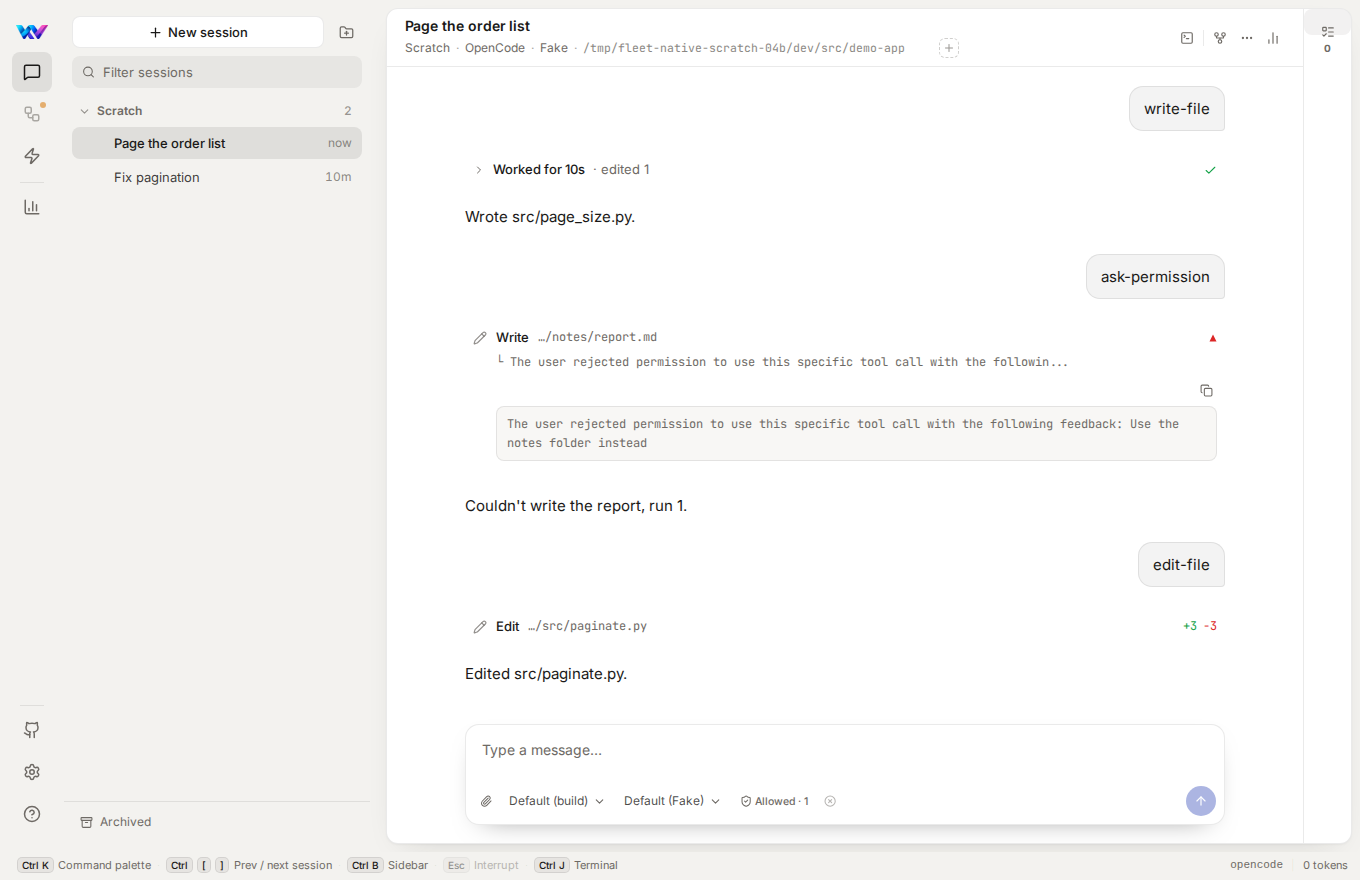 New session
Filter sessions
Scratch 2
Page the order list now
Fix pagination 10m
Archived
Page the order list
Scratch · OpenCode · Fake · /tmp/fleet-native-scratch-04b/dev/src/demo-app
0
write-file
Worked for 10s · edited 1
Wrote src/page_size.py.
ask-permission
Write …/notes/report.md
└ The user rejected permission to use this specific tool call with the followin...
The user rejected permission to use this specific tool call with the following feedback: Use the
notes folder instead
Couldn't write the report, run 1.
edit-file
Edit …/src/paginate.py +3 -3
Edited src/paginate.py.
Type a message...
Default (build) Default (Fake) Allowed · 1
Ctrl K Command palette Ctrl [ ] Prev / next session Ctrl B Sidebar Esc Interrupt Ctrl J Terminal opencode 0 tokens